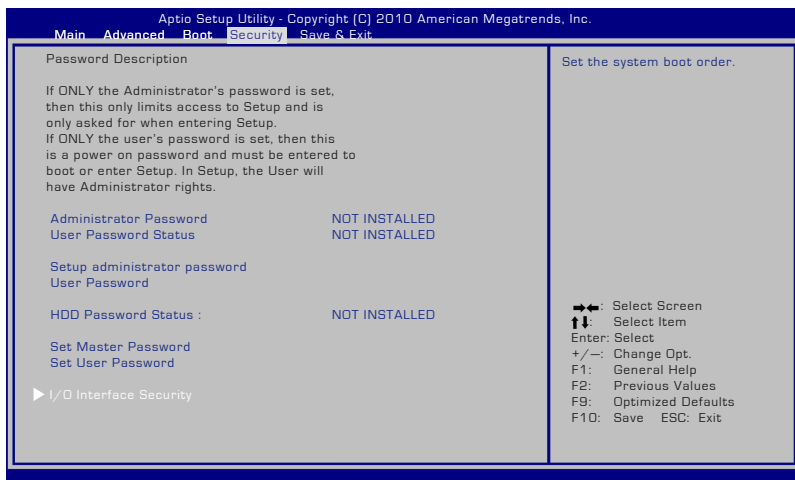 Aptio Setup Utility - Copyright (C) 2010 American Megatrends, Inc.
Main Advanced Boot Security Save & Exit
Password Description
If ONLY the Administrator's password is set,
then this only limits access to Setup and is
only asked for when entering Setup.
If ONLY the user's password is set, then this
is a power on password and must be entered to
boot or enter Setup. In Setup, the User will
have Administrator rights.
Administrator Password NOT INSTALLED
User Password Status NOT INSTALLED
Setup administrator password
User Password
HDD Password Status : NOT INSTALLED
Set Master Password
Set User Password
▶ I/O Interface Security
Set the system boot order.
→←: Select Screen
↑↓: Select Item
Enter: Select
+/—: Change Opt.
F1: General Help
F2: Previous Values
F9: Optimized Defaults
F10: Save ESC: Exit